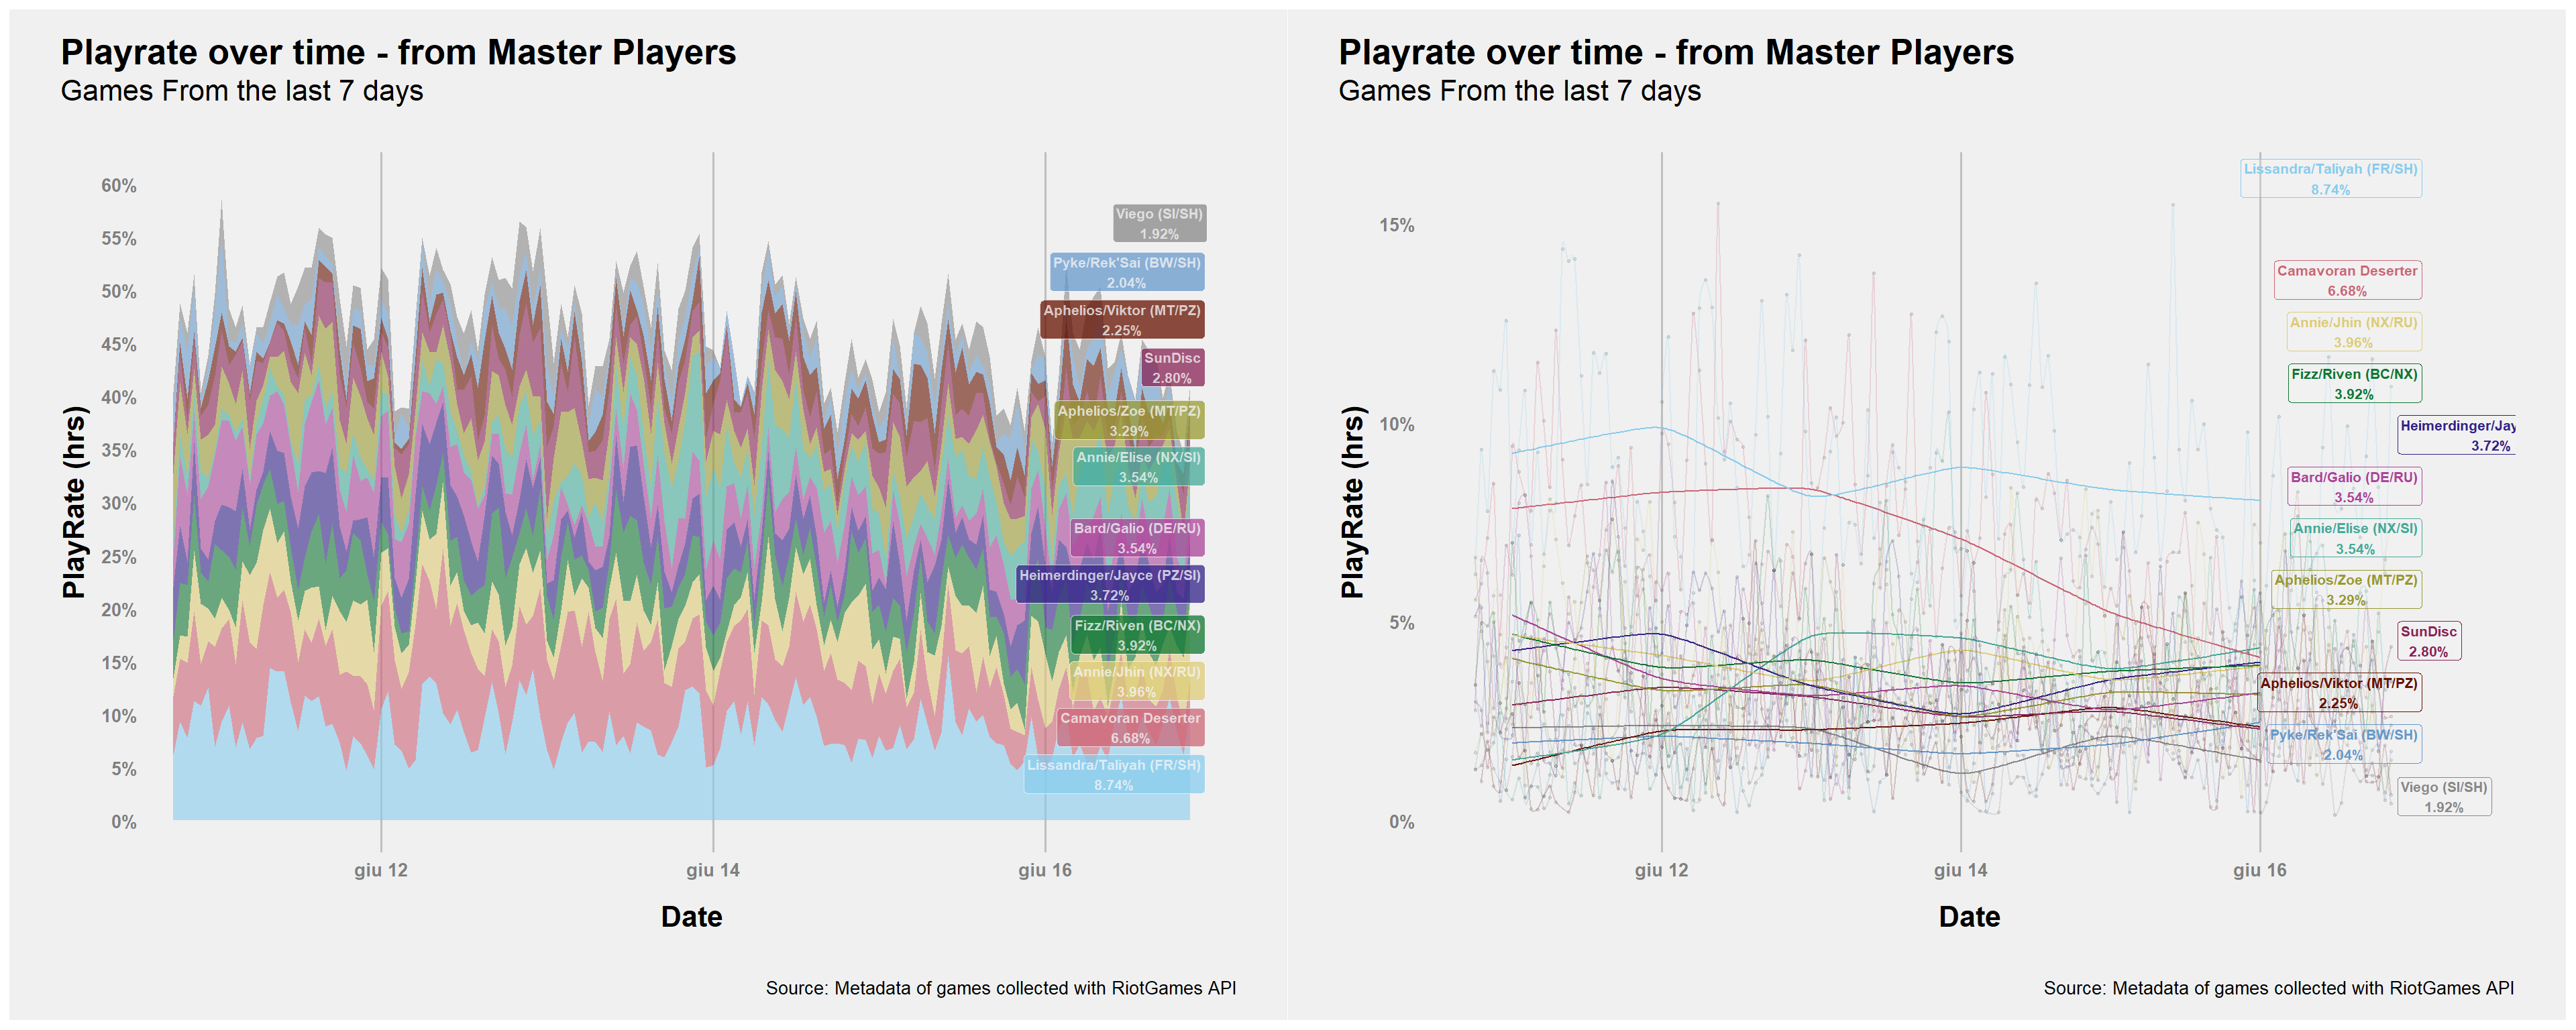 Playrate over time - from Master Players
Games From the last 7 days
PlayRate (hrs)
60%
55%
50%
45%
40%
35%
30%
25%
20%
15%
10%
5%
0%
Viego (SI/SH)
1.92%
Pyke/Rek'Sai (BW/SH)
2.04%
Aphelios/Viktor (MT/PZ)
2.25%
SunDisc
2.80%
Aphelios/Zoe (MT/PZ)
3.29%
Annie/Elise (NX/SI)
3.54%
Bard/Galio (DE/RU)
3.54%
Heimerdinger/Jayce (PZ/SI)
3.72%
Fizz/Riven (BC/NX)
3.92%
Annie/Jhin (NX/RU)
3.96%
Camavoran Deserter
6.68%
Lissandra/Taliyah (FR/SH)
8.74%
giu 12
giu 14
giu 16
Date
Source: Metadata of games collected with RiotGames API
Playrate over time - from Master Players
Games From the last 7 days
PlayRate (hrs)
15%
10%
5%
0%
Lissandra/Taliyah (FR/SH)
8.74%
Camavoran Deserter
6.68%
Annie/Jhin (NX/RU)
3.96%
Fizz/Riven (BC/NX)
3.92%
Heimerdinger/Jayc
3.72%
Bard/Galio (DE/RU)
3.54%
Annie/Elise (NX/SI)
3.54%
Aphelios/Zoe (MT/PZ)
3.29%
SunDisc
2.80%
Aphelios/Viktor (MT/PZ)
2.25%
Pyke/Rek'Sai (BW/SH)
2.04%
Viego (SI/SH)
1.92%
giu 12
giu 14
giu 16
Date
Source: Metadata of games collected with RiotGames API